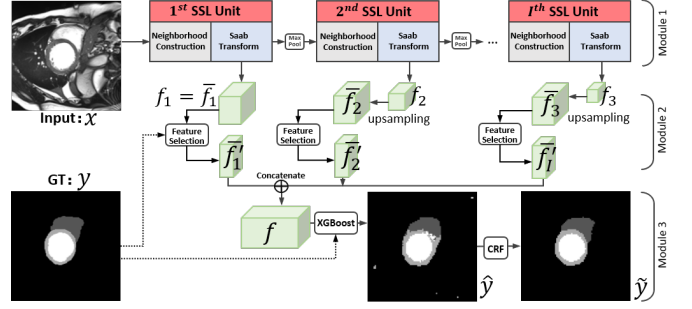 1st SSL Unit
2nd SSL Unit
Ith SSL Unit
Neighborhood
Construction
Saab
Transform
Max
Pool
Neighborhood
Construction
Saab
Transform
Max
Pool
...
Neighborhood
Construction
Saab
Transform
Module 1
Input: x
f₁ = f̅₁
f̅₂
f₂
upsampling
f̅₃
f₃
upsampling
Feature
Selection
Feature
Selection
Feature
Selection
f̅₁′
f̅₂′
f̅I′
Module 2
GT: y
Concatenate
f
XGBoost
ŷ
CRF
ỹ
Module 3